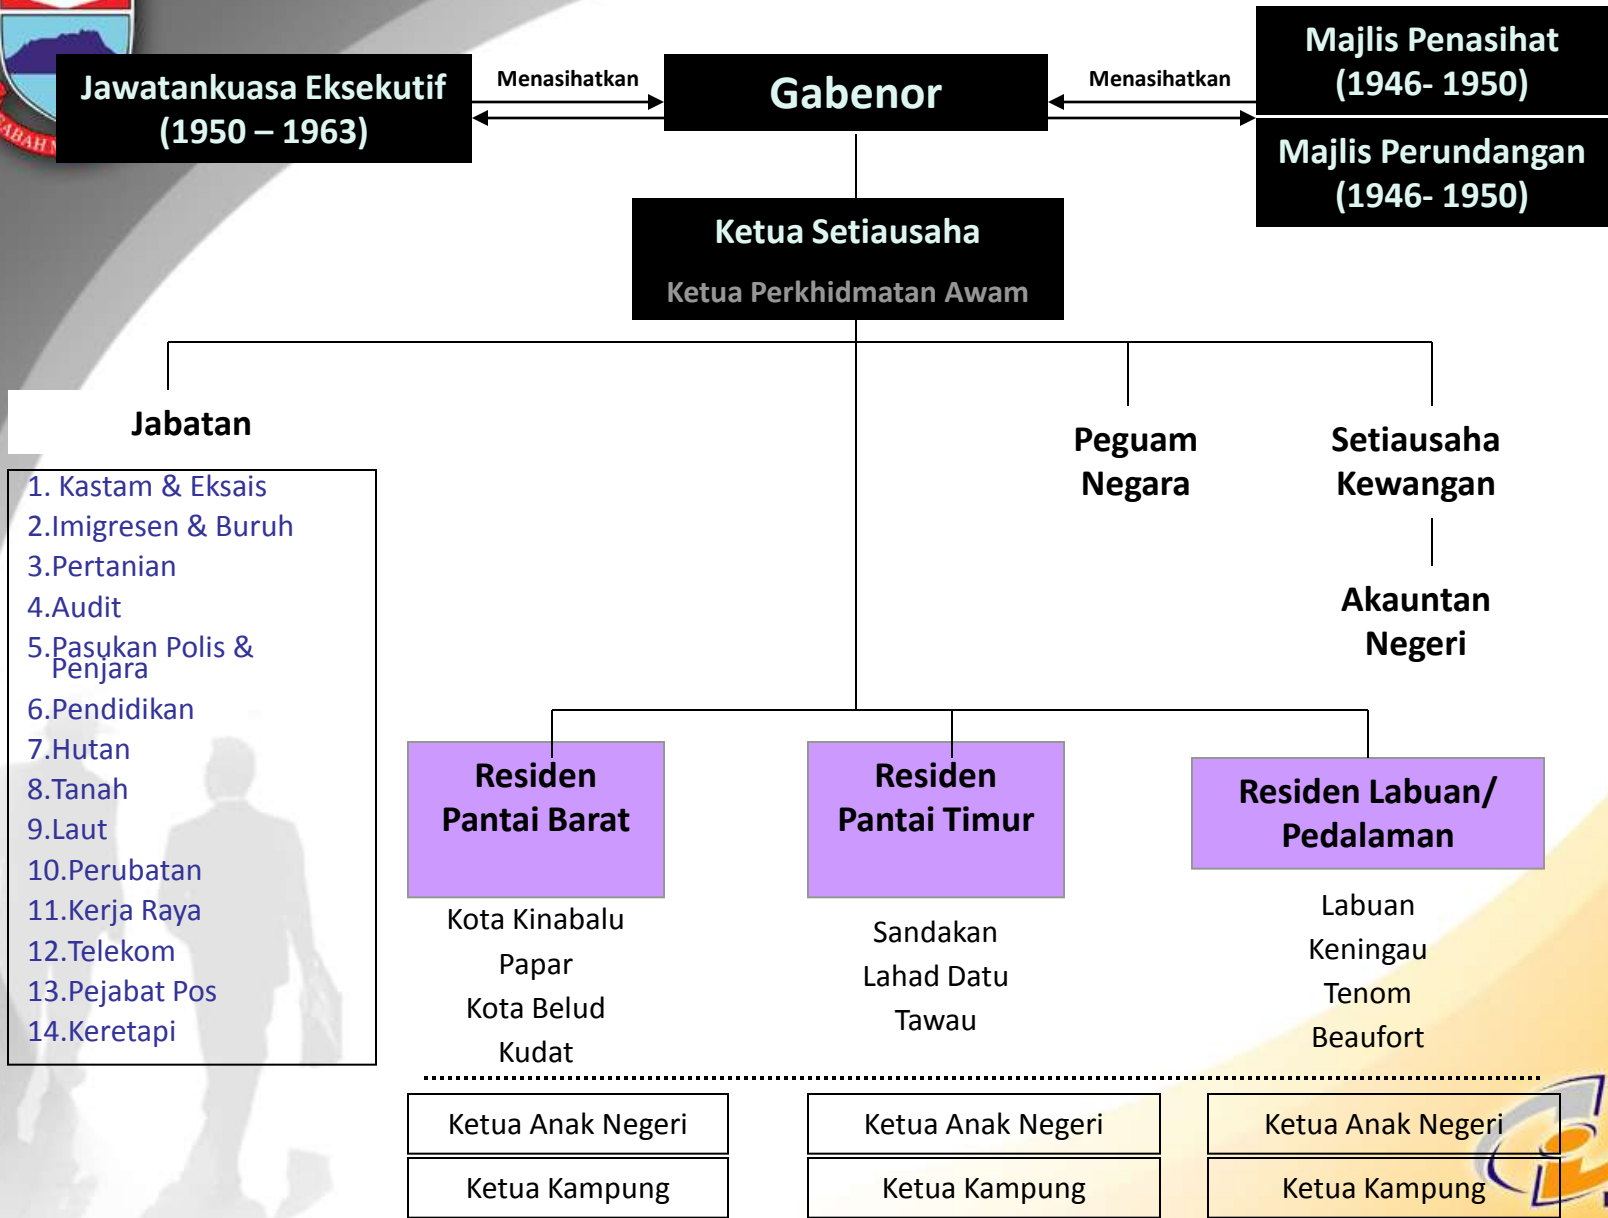 SABAH
Jawatankuasa Eksekutif
(1950 – 1963)
Menasihatkan
Gabenor
Menasihatkan
Majlis Penasihat
(1946- 1950)
Majlis Perundangan
(1946- 1950)
Ketua Setiausaha
Ketua Perkhidmatan Awam
Jabatan
1. Kastam & Eksais
2.Imigresen & Buruh
3.Pertanian
4.Audit
5.Pasukan Polis &
Penjara
6.Pendidikan
7.Hutan
8.Tanah
9.Laut
10.Perubatan
11.Kerja Raya
12.Telekom
13.Pejabat Pos
14.Keretapi
Peguam
Negara
Setiausaha
Kewangan
Akauntan
Negeri
Residen
Pantai Barat
Kota Kinabalu
Papar
Kota Belud
Kudat
Residen
Pantai Timur
Sandakan
Lahad Datu
Tawau
Residen Labuan/
Pedalaman
Labuan
Keningau
Tenom
Beaufort
Ketua Anak Negeri
Ketua Kampung
Ketua Anak Negeri
Ketua Kampung
Ketua Anak Negeri
Ketua Kampung